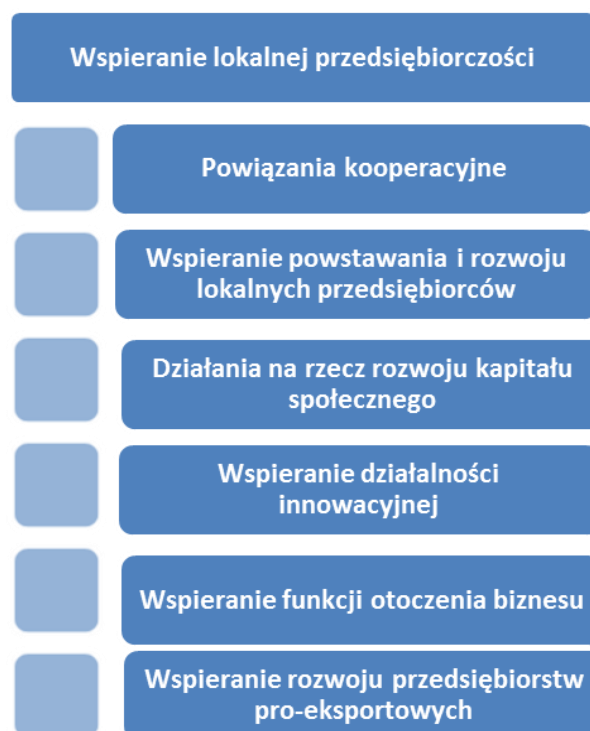 Wspieranie lokalnej przedsiębiorczości
Powiązania kooperacyjne
Wspieranie powstawania i rozwoju
lokalnych przedsiębiorców
Działania na rzecz rozwoju kapitału
społecznego
Wspieranie działalności
innowacyjnej
Wspieranie funkcji otoczenia biznesu
Wspieranie rozwoju przedsiębiorstw
pro-eksportowych